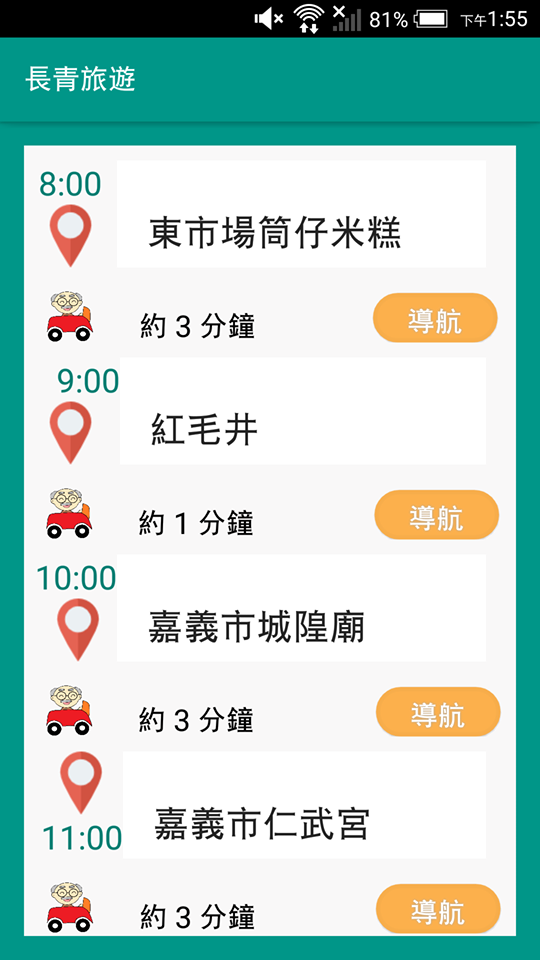 81% 下午1:55
長青旅遊
8:00
東市場筒仔米糕
約 3 分鐘 導航
9:00
紅毛井
約 1 分鐘 導航
10:00
嘉義市城隍廟
約 3 分鐘 導航
嘉義市仁武宮
11:00
約 3 分鐘 導航